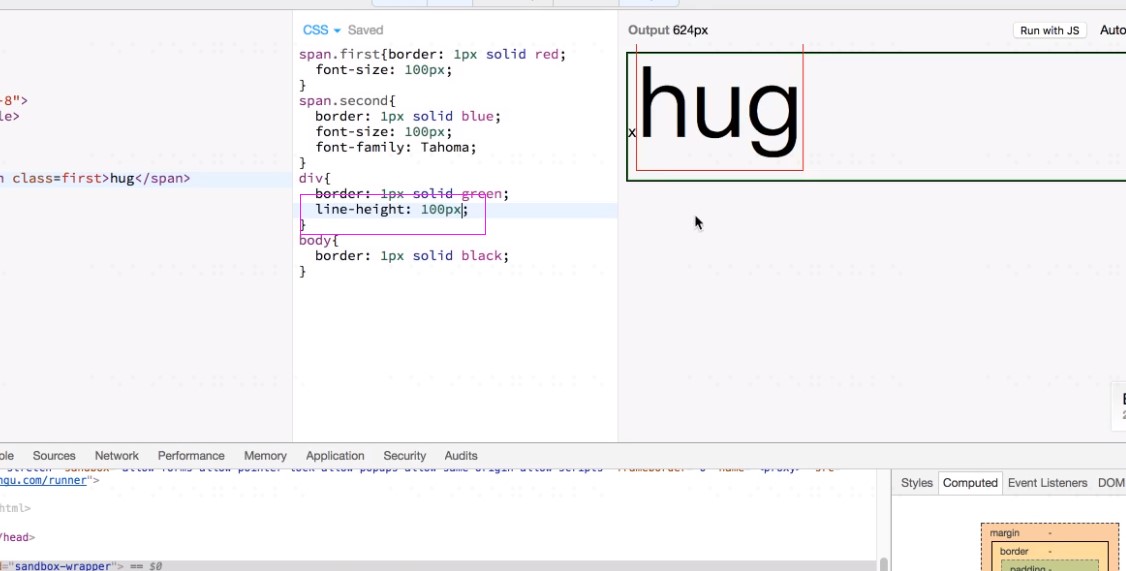 CSS Saved
span.first{border: 1px solid red;
font-size: 100px;
}
span.second{
border: 1px solid blue;
font-size: 100px;
font-family: Tahoma;
}
div{
border: 1px solid green;
line-height: 100px;
}
body{
border: 1px solid black;
}
-8">
le>
class=first>hug</span>
Output 624px
Run with JS
Auto
x hug
ole Sources Network Performance Memory Application Security Audits
ngu.com/runner">
html>
/head>
d="sandbox-wrapper"> == $0
Styles Computed Event Listeners DOM
margin -
border -
padding -